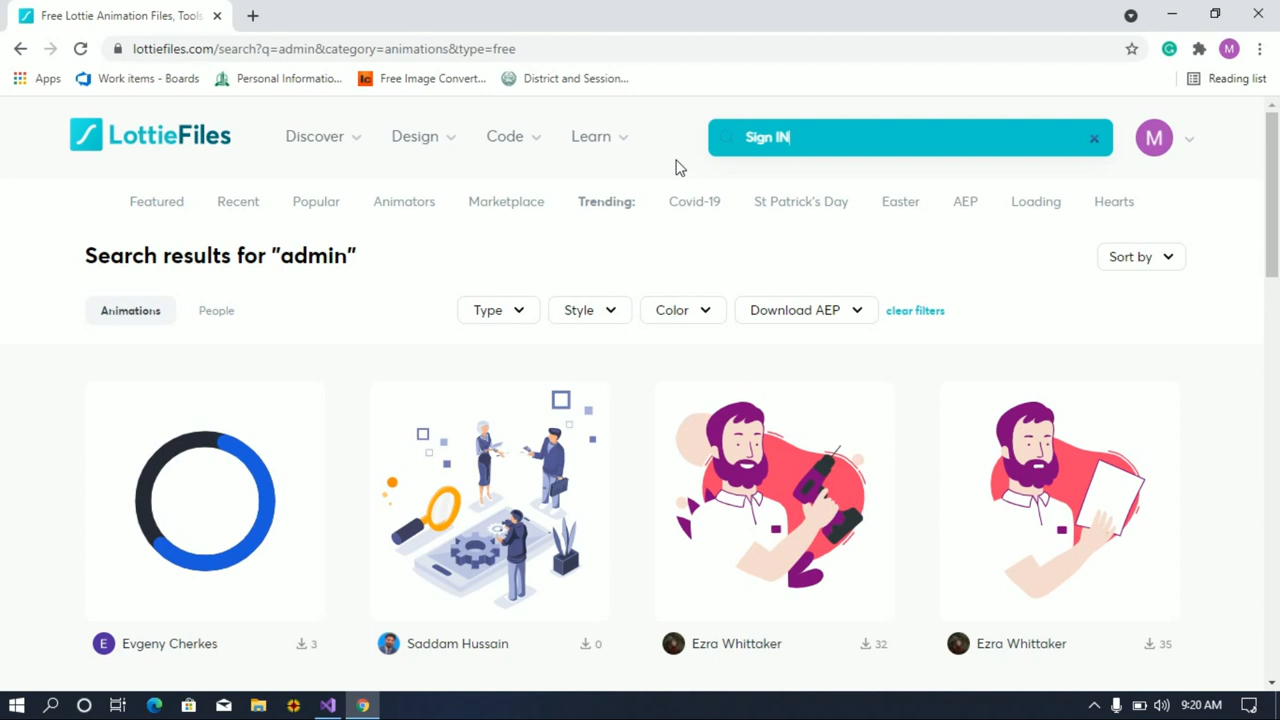 Free Lottie Animation Files, Tools
lottiefiles.com/search?q=admin&category=animations&type=free
M
Apps
Work items - Boards
Personal Informatio...
Free Image Convert...
District and Session...
Reading list
LottieFiles
Discover
Design
Code
Learn
Sign IN
M
Featured
Recent
Popular
Animators
Marketplace
Trending:
Covid-19
St Patrick's Day
Easter
AEP
Loading
Hearts
Search results for "admin"
Sort by
Animations
People
Type
Style
Color
Download AEP
clear filters
E
Evgeny Cherkes
3
Saddam Hussain
0
Ezra Whittaker
32
Ezra Whittaker
35
9:20 AM